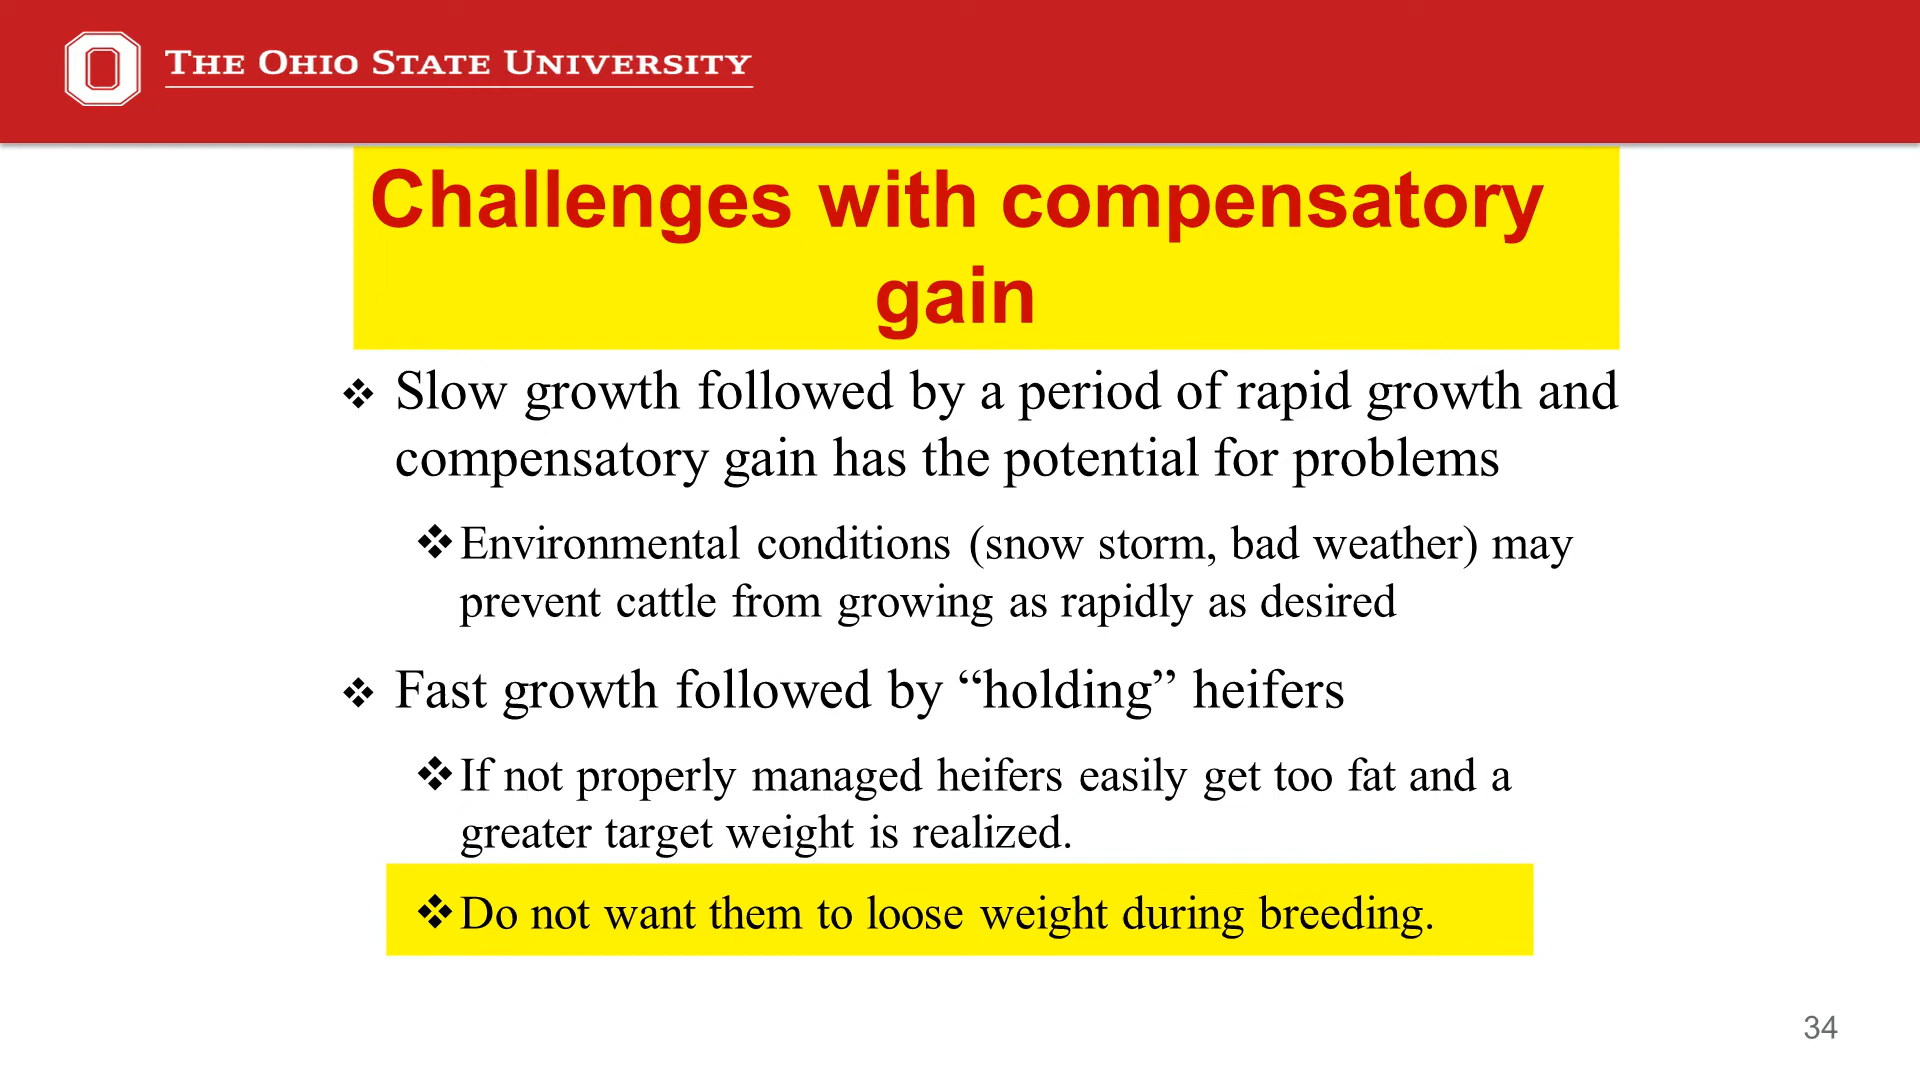 THE OHIO STATE UNIVERSITY
Challenges with compensatory
gain
❖ Slow growth followed by a period of rapid growth and
compensatory gain has the potential for problems
❖Environmental conditions (snow storm, bad weather) may
prevent cattle from growing as rapidly as desired
❖ Fast growth followed by “holding” heifers
❖If not properly managed heifers easily get too fat and a
greater target weight is realized.
❖Do not want them to loose weight during breeding.
34